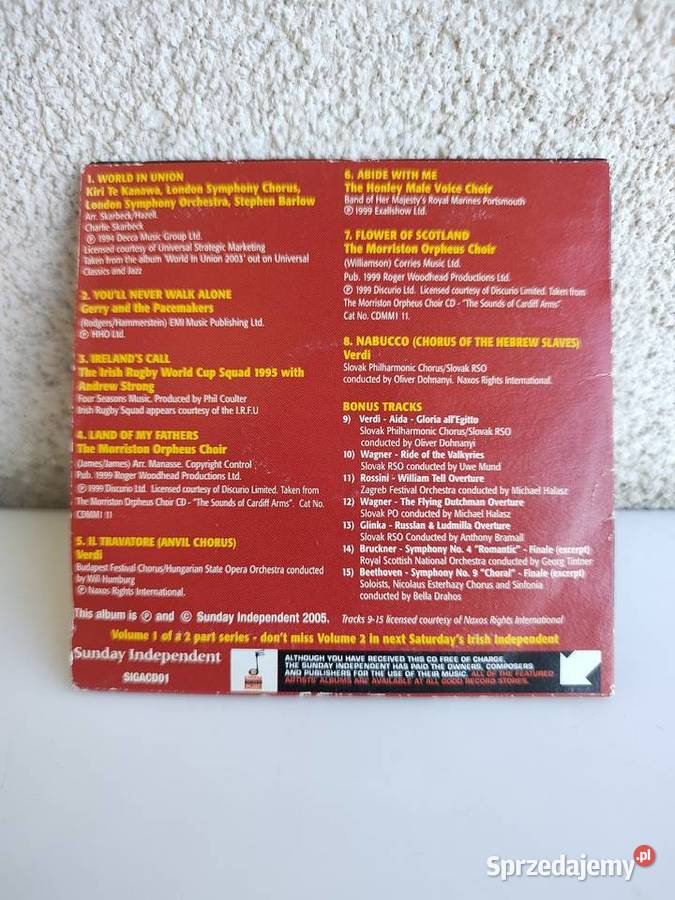 1. WORLD IN UNION
Kiri Te Kanawa, London Symphony Chorus,
London Symphony Orchestra, Stephen Barlow
Arr. Skarbeck/Hazell.
Charlie Skarbeck
Ⓟ 1994 Decca Music Group Ltd.
Licensed courtesy of Universal Strategic Marketing
Taken from the album 'World In Union 2003' out on Universal
Classics and Jazz
2. YOU'LL NEVER WALK ALONE
Gerry and the Pacemakers
(Rodgers/Hammerstein) EMI Music Publishing Ltd.
Ⓟ HHO Ltd.
3. IRELAND'S CALL
The Irish Rugby World Cup Squad 1995 with
Andrew Strong
Four Seasons Music. Produced by Phil Coulter
Irish Rugby Squad appears courtesy of the I.R.F.U
4. LAND OF MY FATHERS
The Morriston Orpheus Choir
(James/James) Arr. Manasse. Copyright Control
Pub. 1999 Roger Woodhead Productions Ltd.
Ⓟ 1999 Discurio Ltd. Licensed courtesy of Discurio Limited. Taken from
The Morriston Orpheus Choir CD - "The Sounds of Cardiff Arms". Cat No.
CDMM1 11
5. IL TRAVATORE (ANVIL CHORUS)
Verdi
Budapest Festival Chorus/Hungarian State Opera Orchestra conducted
by Will Humburg
Ⓟ Naxos Rights International.
6. ABIDE WITH ME
The Honley Male Voice Choir
Band of Her Majesty's Royal Marines Portsmouth
Ⓟ 1999 Exallshow Ltd.
7. FLOWER OF SCOTLAND
The Morriston Orpheus Choir
(Williamson) Corries Music Ltd.
Pub. 1999 Roger Woodhead Productions Ltd.
Ⓟ 1999 Discurio Ltd. Licensed courtesy of Discurio Limited. Taken from
The Morriston Orpheus Choir CD - "The Sounds of Cardiff Arms".
Cat No. CDMM1 11.
8. NABUCCO (CHORUS OF THE HEBREW SLAVES)
Verdi
Slovak Philharmonic Chorus/Slovak RSO
conducted by Oliver Dohnanyi. Naxos Rights International.
BONUS TRACKS
9) Verdi - Aida - Gloria all'Egitto
Slovak Philharmonic Chorus/Slovak RSO
conducted by Oliver Dohnanyi
10) Wagner - Ride of the Valkyries
Slovak RSO conducted by Uwe Mund
11) Rossini - William Tell Overture
Zagreb Festival Orchestra conducted by Michael Halasz
12) Wagner - The Flying Dutchman Overture
Slovak PO conducted by Michael Halasz
13) Glinka - Russlan & Ludmilla Overture
Slovak RSO Conducted by Anthony Bramall
14) Bruckner - Symphony No. 4 "Romantic" - Finale (excerpt)
Royal Scottish National Orchestra conducted by Georg Tintner
15) Beethoven - Symphony No. 9 "Choral" - Finale (excerpt)
Soloists, Nicolaus Esterhazy Chorus and Sinfonia
conducted by Bella Drahos
This album is Ⓟ and © Sunday Independent 2005. Tracks 9-15 licensed courtesy of Naxos Rights International
Volume 1 of a 2 part series - don't miss Volume 2 in next Saturday's Irish Independent
Sunday Independent
SIGACD01
ALTHOUGH YOU HAVE RECEIVED THIS CD FREE OF CHARGE,
THE SUNDAY INDEPENDENT HAS PAID THE OWNERS, COMPOSERS
AND PUBLISHERS FOR THE USE OF THEIR MUSIC. ALL OF THE FEATURED
ARTISTS' ALBUMS ARE AVAILABLE AT ALL GOOD RECORD STORES.
Sprzedajemy.pl